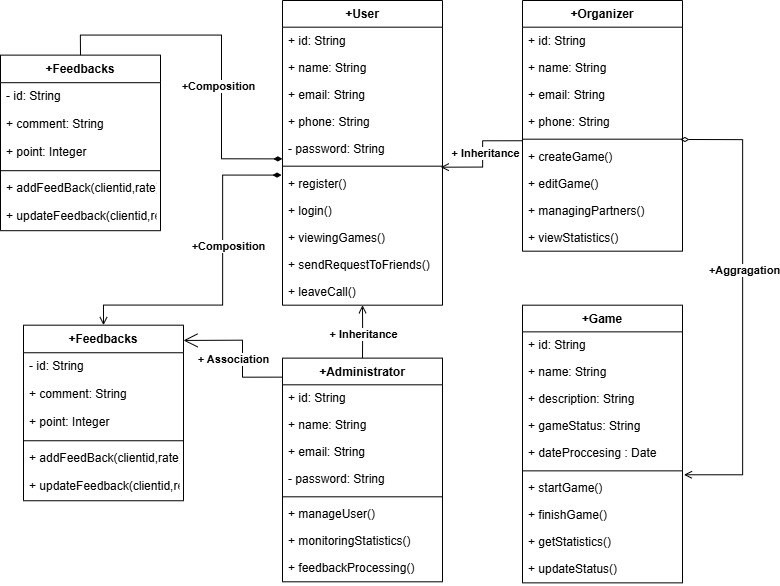 +Feedbacks
- id: String
+ comment: String
+ point: Integer
+ addFeedBack(clientid,rate
+ updateFeedback(clientid,r
+Composition
+User
+ id: String
+ name: String
+ email: String
+ phone: String
- password: String
+ register()
+ login()
+ viewingGames()
+ sendRequestToFriends()
+ leaveCall()
+ Inheritance
+Organizer
+ id: String
+ name: String
+ email: String
+ phone: String
+ createGame()
+ editGame()
+ managingPartners()
+ viewStatistics()
+Aggragation
+Composition
+Feedbacks
- id: String
+ comment: String
+ point: Integer
+ addFeedBack(clientid,rate
+ updateFeedback(clientid,r
+ Association
+ Inheritance
+Administrator
+ id: String
+ name: String
+ email: String
- password: String
+ manageUser()
+ monitoringStatistics()
+ feedbackProcessing()
+Game
+ id: String
+ name: String
+ description: String
+ gameStatus: String
+ dateProccesing : Date
+ startGame()
+ finishGame()
+ getStatistics()
+ updateStatus()